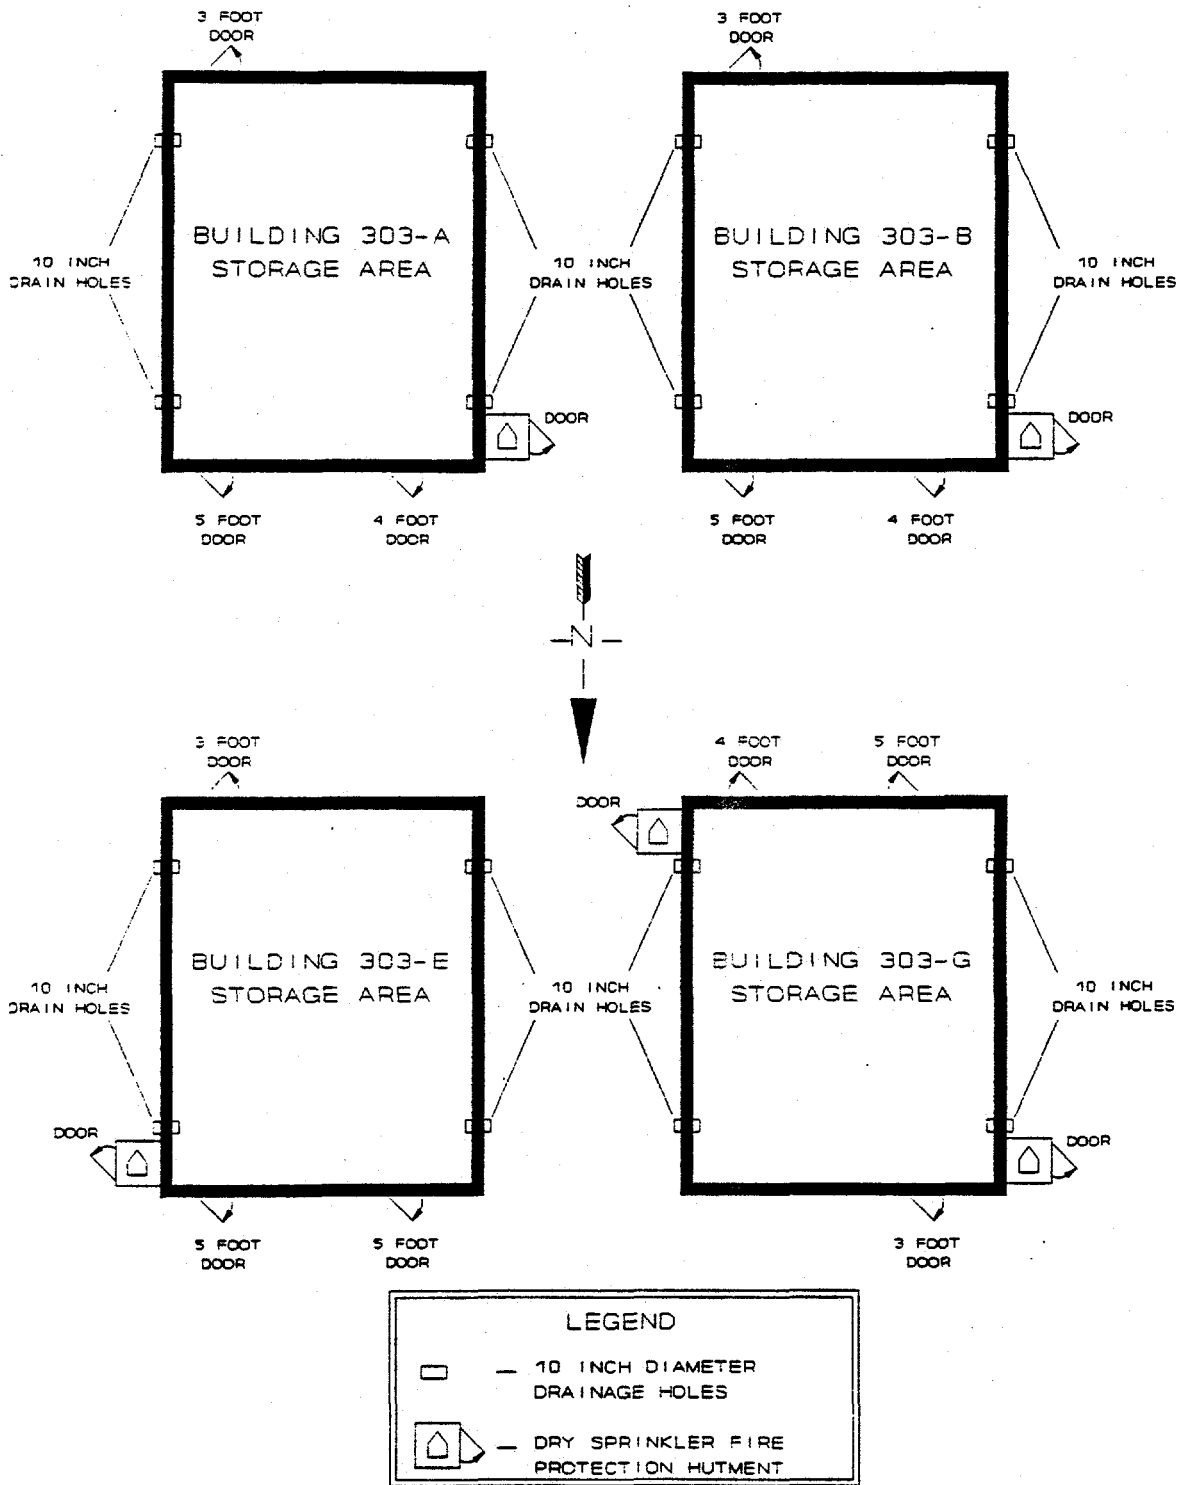 3 FOOT
DOOR
3 FOOT
DOOR
BUILDING 303-A
STORAGE AREA
BUILDING 303-B
STORAGE AREA
10 INCH
DRAIN HOLES
10 INCH
DRAIN HOLES
10 INCH
DRAIN HOLES
DOOR
DOOR
5 FOOT
DOOR
4 FOOT
DOOR
5 FOOT
DOOR
4 FOOT
DOOR
N
3 FOOT
DOOR
4 FOOT
DOOR
5 FOOT
DOOR
DOOR
BUILDING 303-E
STORAGE AREA
BUILDING 303-G
STORAGE AREA
10 INCH
DRAIN HOLES
10 INCH
DRAIN HOLES
10 INCH
DRAIN HOLES
DOOR
DOOR
5 FOOT
DOOR
5 FOOT
DOOR
3 FOOT
DOOR
LEGEND
— 10 INCH DIAMETER
DRAINAGE HOLES
— DRY SPRINKLER FIRE
PROTECTION HUTMENT